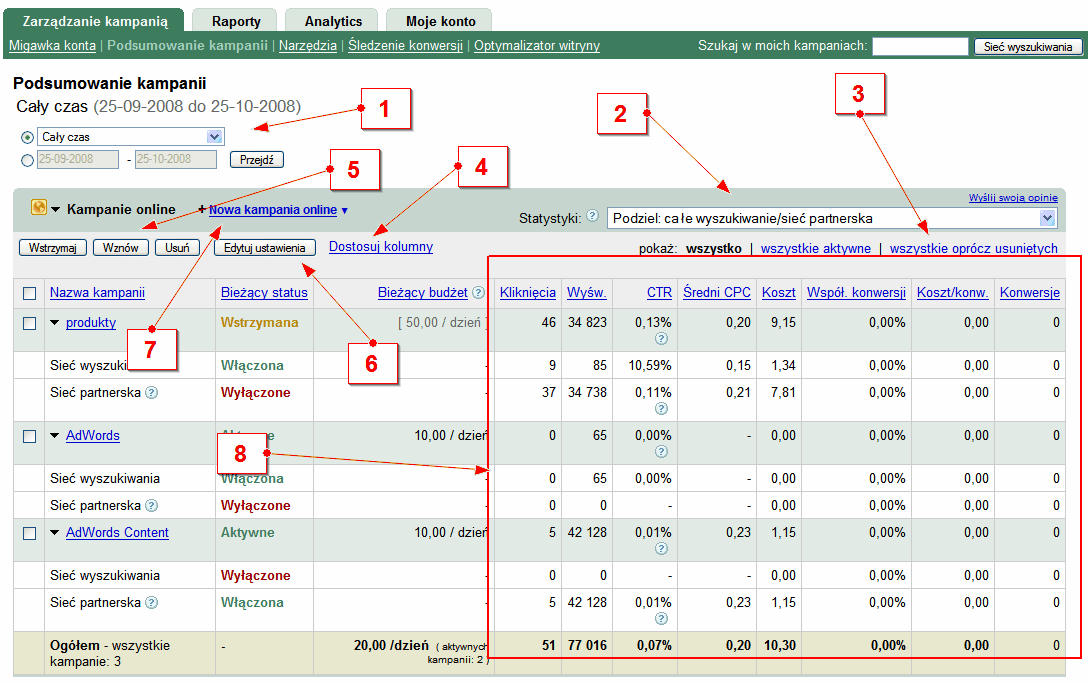 Zarządzanie kampanią Raporty Analytics Moje konto
Migawka konta | Podsumowanie kampanii | Narzędzia | Śledzenie konwersji | Optymalizator witryny Szukaj w moich kampaniach: Sieć wyszukiwania
Podsumowanie kampanii
Cały czas (25-09-2008 do 25-10-2008)
1
2
3
Cały czas
25-09-2008 - 25-10-2008 Przejdź
5
4
Wyślij swoją opinię
Kampanie online + Nowa kampania online ▼
Statystyki: ? Podziel: całe wyszukiwanie/sieć partnerska
Wstrzymaj Wznów Usuń Edytuj ustawienia Dostosuj kolumny pokaż: wszystko | wszystkie aktywne | wszystkie oprócz usuniętych
Nazwa kampanii Bieżący status Bieżący budżet ? Kliknięcia Wyśw. CTR Średni CPC Koszt Współ. konwersji Koszt/konw. Konwersje
produkty Wstrzymana [ 50,00 / dzień 46 34 823 0,13% ? 0,20 9,15 0,00% 0,00 0
7
6
Sieć wyszuki Włączona - 9 85 10,59% 0,15 1,34 0,00% 0,00 0
Sieć partnerska ? Wyłączone - 37 34 738 0,11% ? 0,21 7,81 0,00% 0,00 0
AdWords 10,00 / dzień 0 65 0,00% ? - 0,00 0,00% 0,00 0
8
Sieć wyszukiwania Włączona - 0 65 0,00% - 0,00 0,00% 0,00 0
Sieć partnerska ? Wyłączone - 0 0 - - 0,00 0,00% 0,00 0
AdWords Content Aktywne 10,00 / dzień 5 42 128 0,01% ? 0,23 1,15 0,00% 0,00 0
Sieć wyszukiwania Wyłączone - 0 0 - - 0,00 0,00% 0,00 0
Sieć partnerska ? Włączona - 5 42 128 0,01% ? 0,23 1,15 0,00% 0,00 0
Ogółem - wszystkie - 20,00 /dzień ( aktywnych 51 77 016 0,07% 0,20 10,30 0,00% 0,00 0
kampanie: 3 kampanii: 2 )